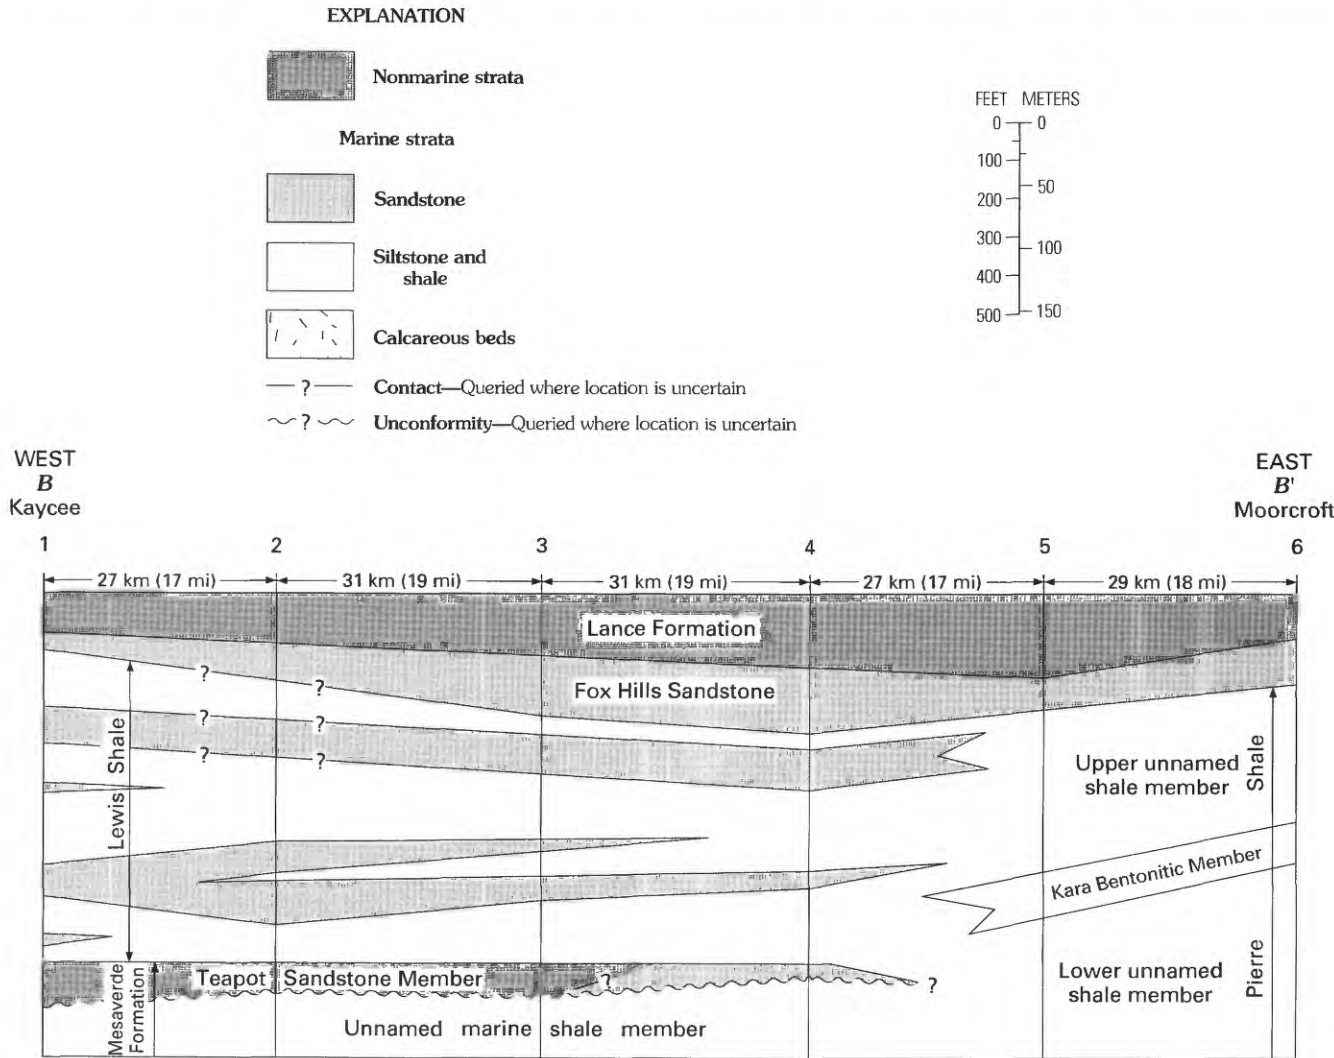 EXPLANATION
Nonmarine strata
Marine strata
Sandstone
Siltstone and
shale
Calcareous beds
— ? — Contact—Queried where location is uncertain
? Unconformity—Queried where location is uncertain
FEET METERS
0 0
100
200 50
300
100
400
500 150
WEST
B
Kaycee
EAST
B'
Moorcroft
1 2 3 4 5 6
27 km (17 mi) 31 km (19 mi) 31 km (19 mi) 27 km (17 mi) 29 km (18 mi)
Lance Formation
Fox Hills Sandstone
? ?
? ?
? ?
Lewis Shale
Upper unnamed
shale member
Kara Bentonitic Member
Pierre Shale
Lower unnamed
shale member
Mesaverde
Formation
Teapot Sandstone Member
?
?
Unnamed marine shale member